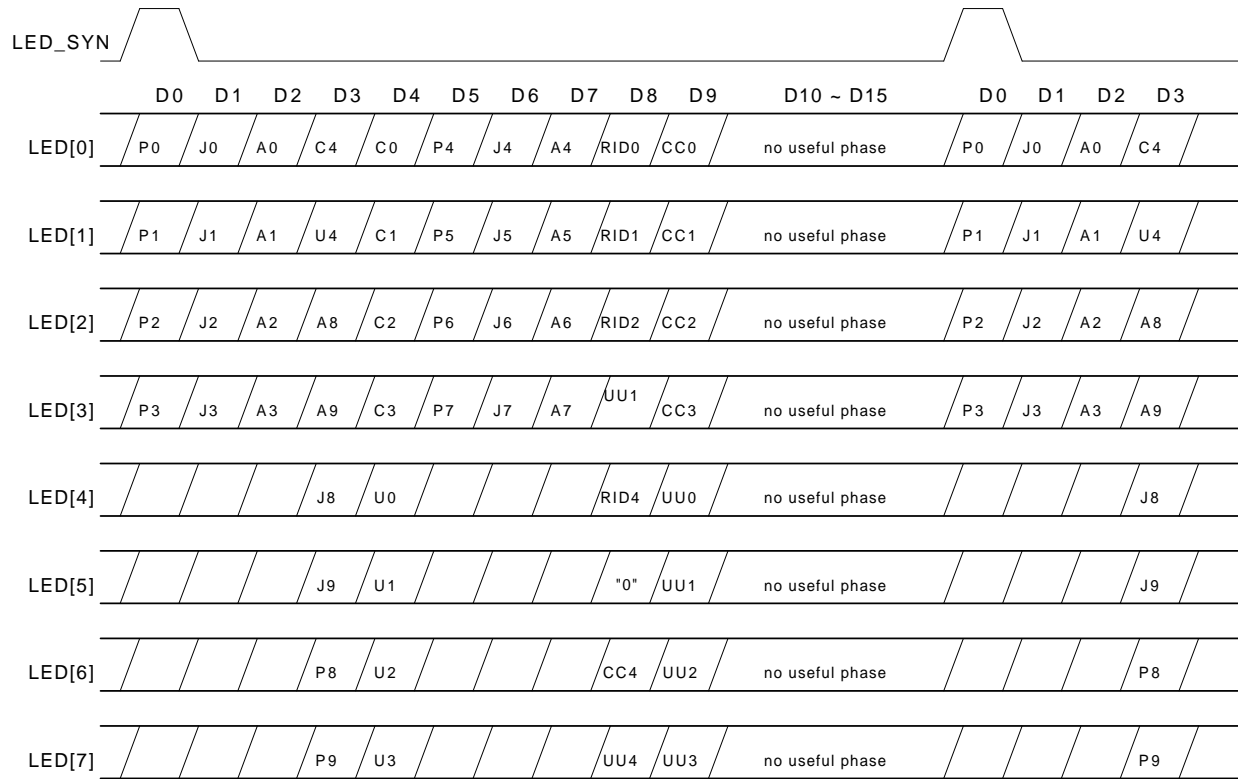 LED_SYN
D0 D1 D2 D3 D4 D5 D6 D7 D8 D9 D10 ~ D15 D0 D1 D2 D3
LED[0] P0 J0 A0 C4 C0 P4 J4 A4 RID0 CC0 no useful phase P0 J0 A0 C4
LED[1] P1 J1 A1 U4 C1 P5 J5 A5 RID1 CC1 no useful phase P1 J1 A1 U4
LED[2] P2 J2 A2 A8 C2 P6 J6 A6 RID2 CC2 no useful phase P2 J2 A2 A8
LED[3] P3 J3 A3 A9 C3 P7 J7 A7 UU1 CC3 no useful phase P3 J3 A3 A9
LED[4] J8 U0 RID4 UU0 no useful phase J8
LED[5] J9 U1 "0" UU1 no useful phase J9
LED[6] P8 U2 CC4 UU2 no useful phase P8
LED[7] P9 U3 UU4 UU3 no useful phase P9